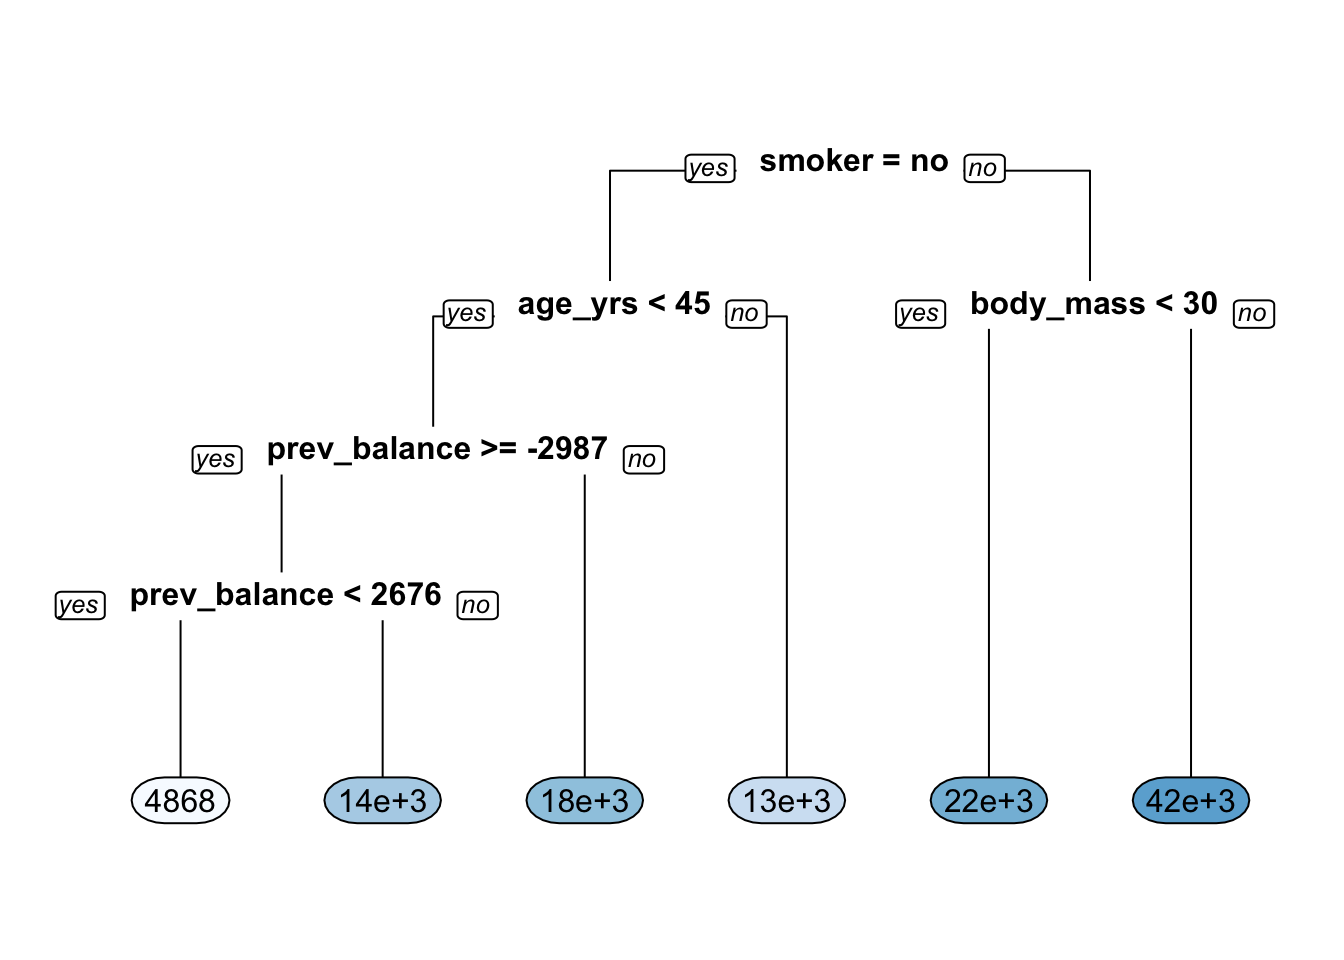 yes smoker = no no
yes age_yrs < 45 no yes body_mass < 30 no
yes prev_balance >= -2987 no
yes prev_balance < 2676 no
4868 14e+3 18e+3 13e+3 22e+3 42e+3